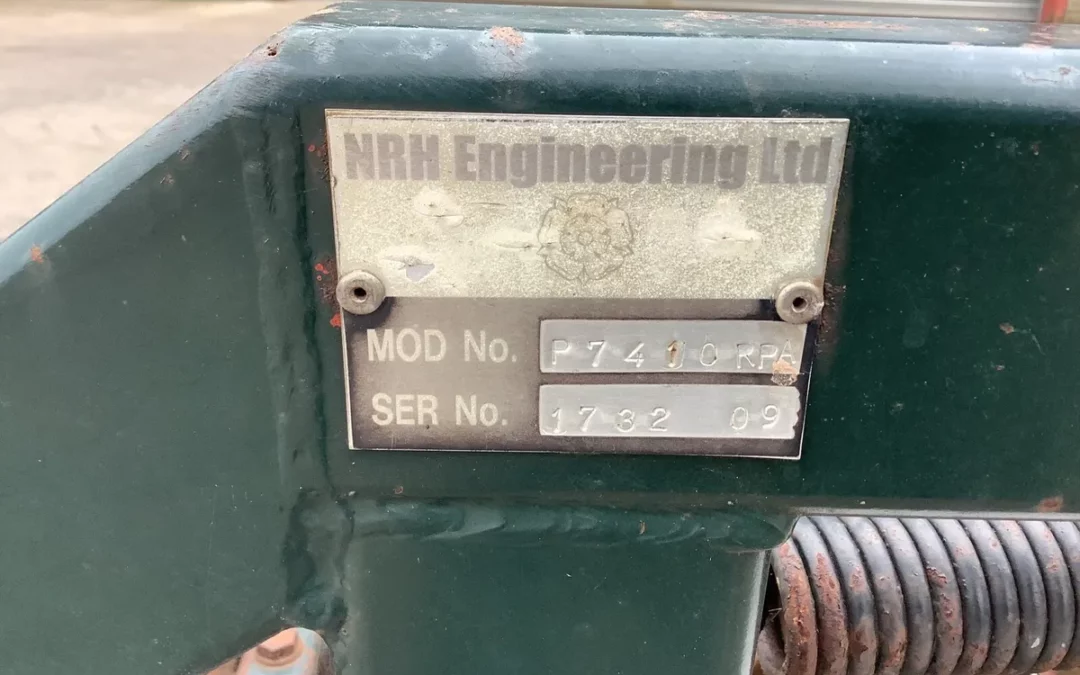 NRH Engineering Ltd
MOD No. P7410RPA
SER No. 1732 09